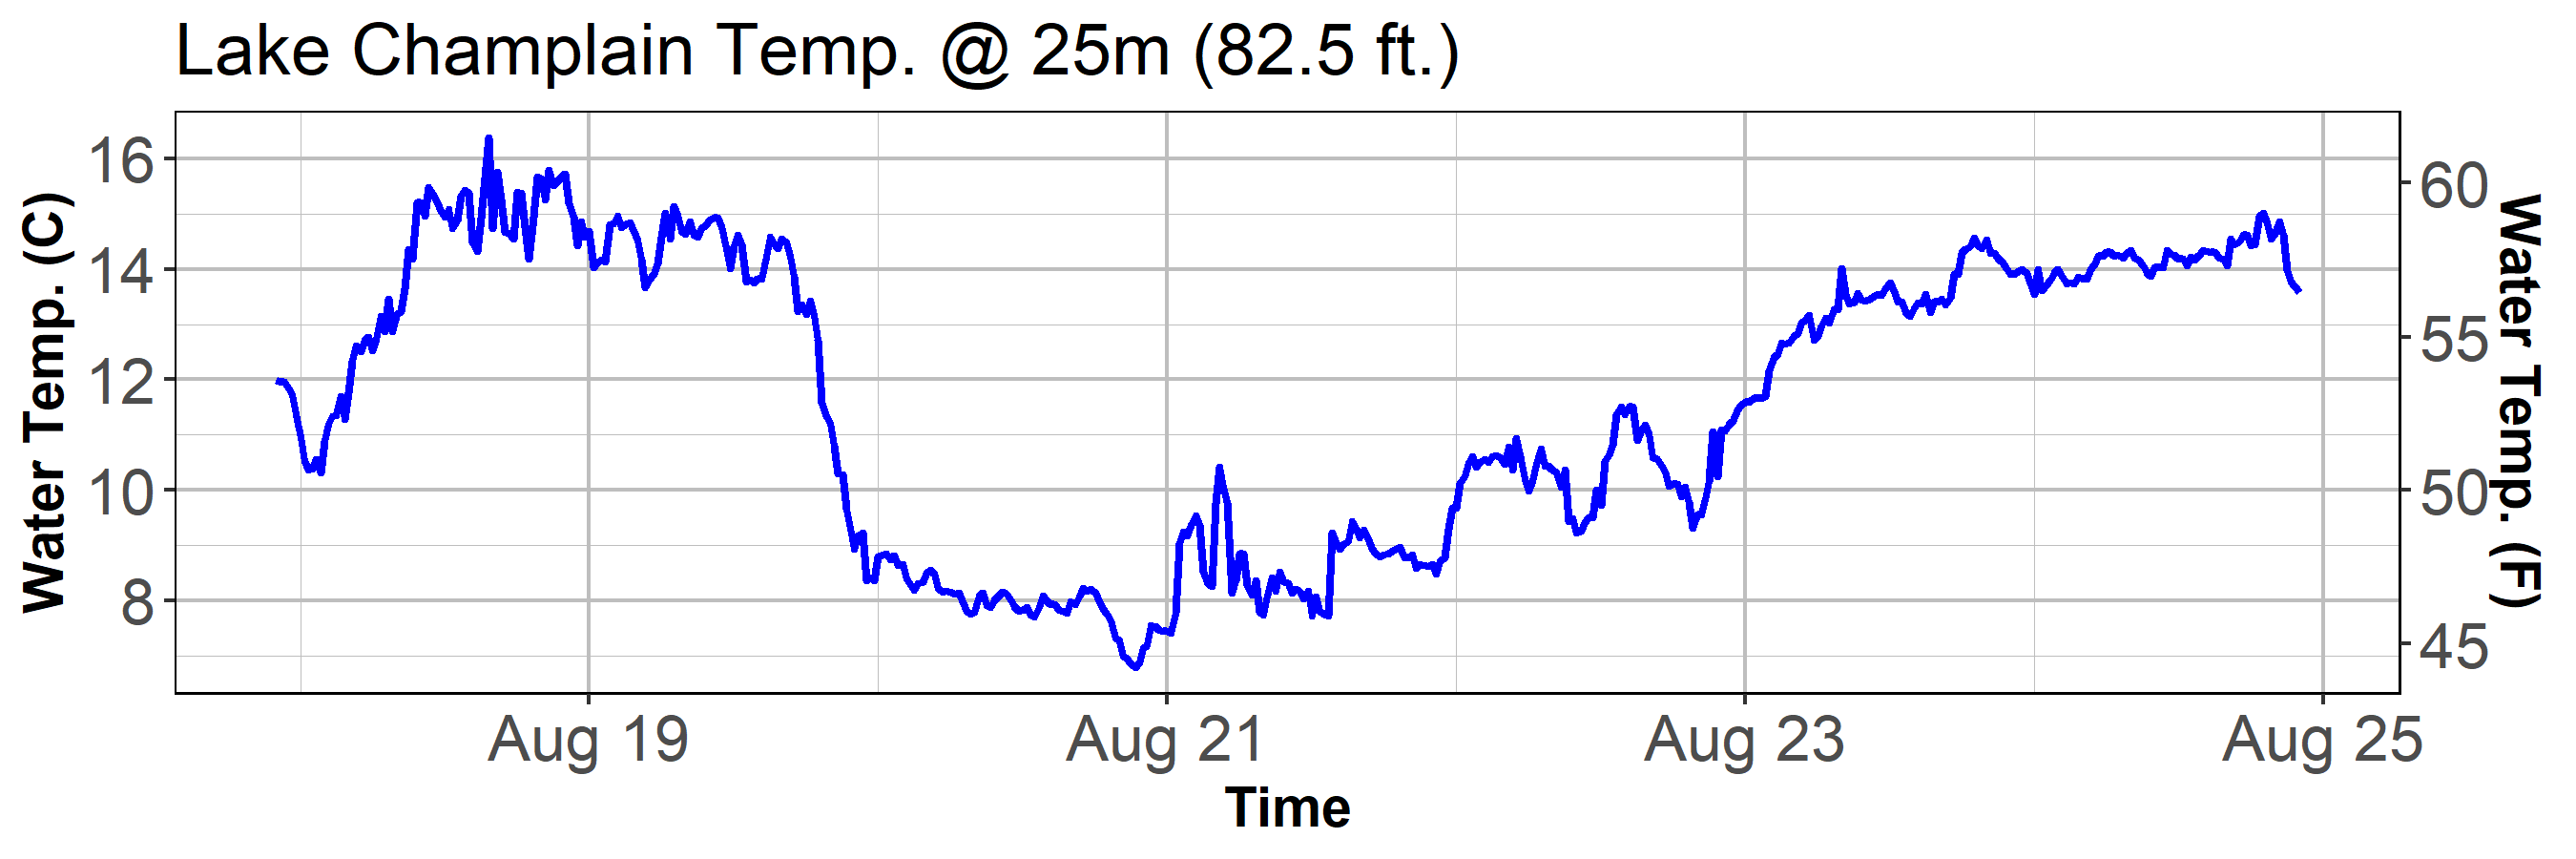 Lake Champlain Temp. @ 25m (82.5 ft.)
Water Temp. (C)
16
14
12
10
8
60
55
50
45
Water Temp. (F)
Aug 19
Aug 21
Aug 23
Aug 25
Time